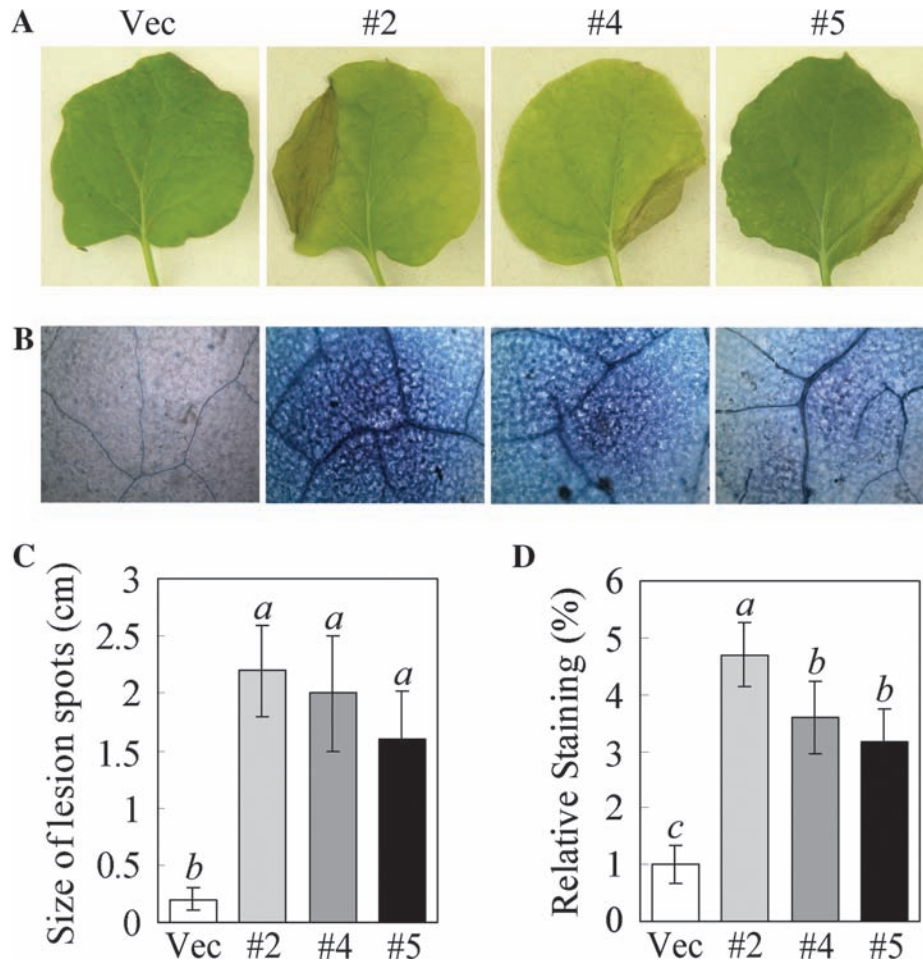 A Vec #2 #4 #5
B
C
Size of lesion spots (cm)
3
2.5
2
1.5
1
0.5
0
b
a
a
a
Vec #2 #4 #5
D
Relative Staining (%)
6
5
4
3
2
1
0
c
a
b
b
Vec #2 #4 #5